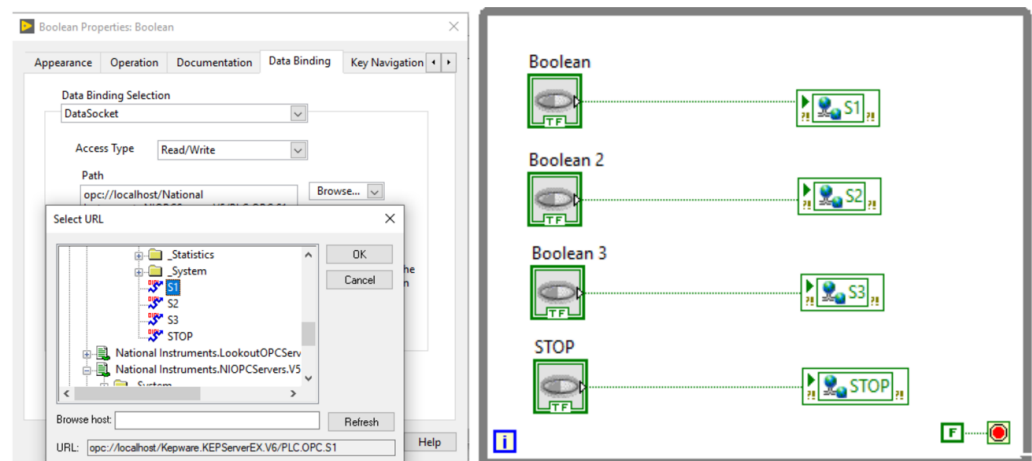 Boolean Properties: Boolean
Appearance Operation Documentation Data Binding Key Navigation
Data Binding Selection
DataSocket
Access Type Read/Write
Path
opc://localhost/National
Browse...
Select URL
_Statistics
_System
S1
S2
S3
STOP
National Instruments.LookoutOPCServ
National Instruments.NIOPCServers.V5
System
OK
Cancel
he
n
Browse host:
Refresh
URL: opc://localhost/Kepware.KEPServerEX.V6/PLC.OPC.S1
Help
Boolean
TF
?! S1 ?!
Boolean 2
TF
?! S2 ?!
Boolean 3
TF
?! S3 ?!
STOP
TF
?! STOP ?!
i
F